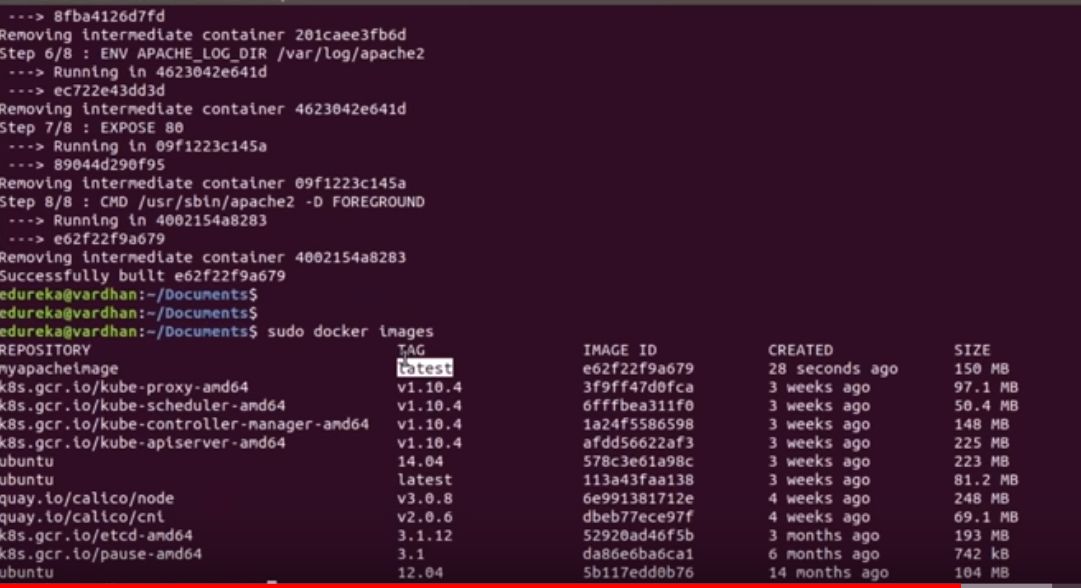 ---> 8fba4126d7fd
Removing intermediate container 201caee3fb6d
Step 6/8 : ENV APACHE_LOG_DIR /var/log/apache2
---> Running in 4623042e641d
---> ec722e43dd3d
Removing intermediate container 4623042e641d
Step 7/8 : EXPOSE 80
---> Running in 09f1223c145a
---> 89044d290f95
Removing intermediate container 09f1223c145a
Step 8/8 : CMD /usr/sbin/apache2 -D FOREGROUND
---> Running in 4002154a8283
---> e62f22f9a679
Removing intermediate container 4002154a8283
Successfully built e62f22f9a679
edureka@vardhan:~/Documents$
edureka@vardhan:~/Documents$
edureka@vardhan:~/Documents$ sudo docker images
REPOSITORY TAG IMAGE ID CREATED SIZE
myapacheimage latest e62f22f9a679 28 seconds ago 150 MB
k8s.gcr.io/kube-proxy-amd64 v1.10.4 3f9ff47d0fca 3 weeks ago 97.1 MB
k8s.gcr.io/kube-scheduler-amd64 v1.10.4 6fffbea311f0 3 weeks ago 50.4 MB
k8s.gcr.io/kube-controller-manager-amd64 v1.10.4 1a24f5586598 3 weeks ago 148 MB
k8s.gcr.io/kube-apiserver-amd64 v1.10.4 afdd56622af3 3 weeks ago 225 MB
ubuntu 14.04 578c3e61a98c 3 weeks ago 223 MB
ubuntu latest 113a43faa138 3 weeks ago 81.2 MB
quay.io/calico/node v3.0.8 6e991381712e 4 weeks ago 248 MB
quay.io/calico/cni v2.0.6 dbeb77ece97f 4 weeks ago 69.1 MB
k8s.gcr.io/etcd-amd64 3.1.12 52920ad46f5b 3 months ago 193 MB
k8s.gcr.io/pause-amd64 3.1 da86e6ba6ca1 6 months ago 742 kB
ubuntu 12.04 5b117edd0b76 14 months ago 104 MB